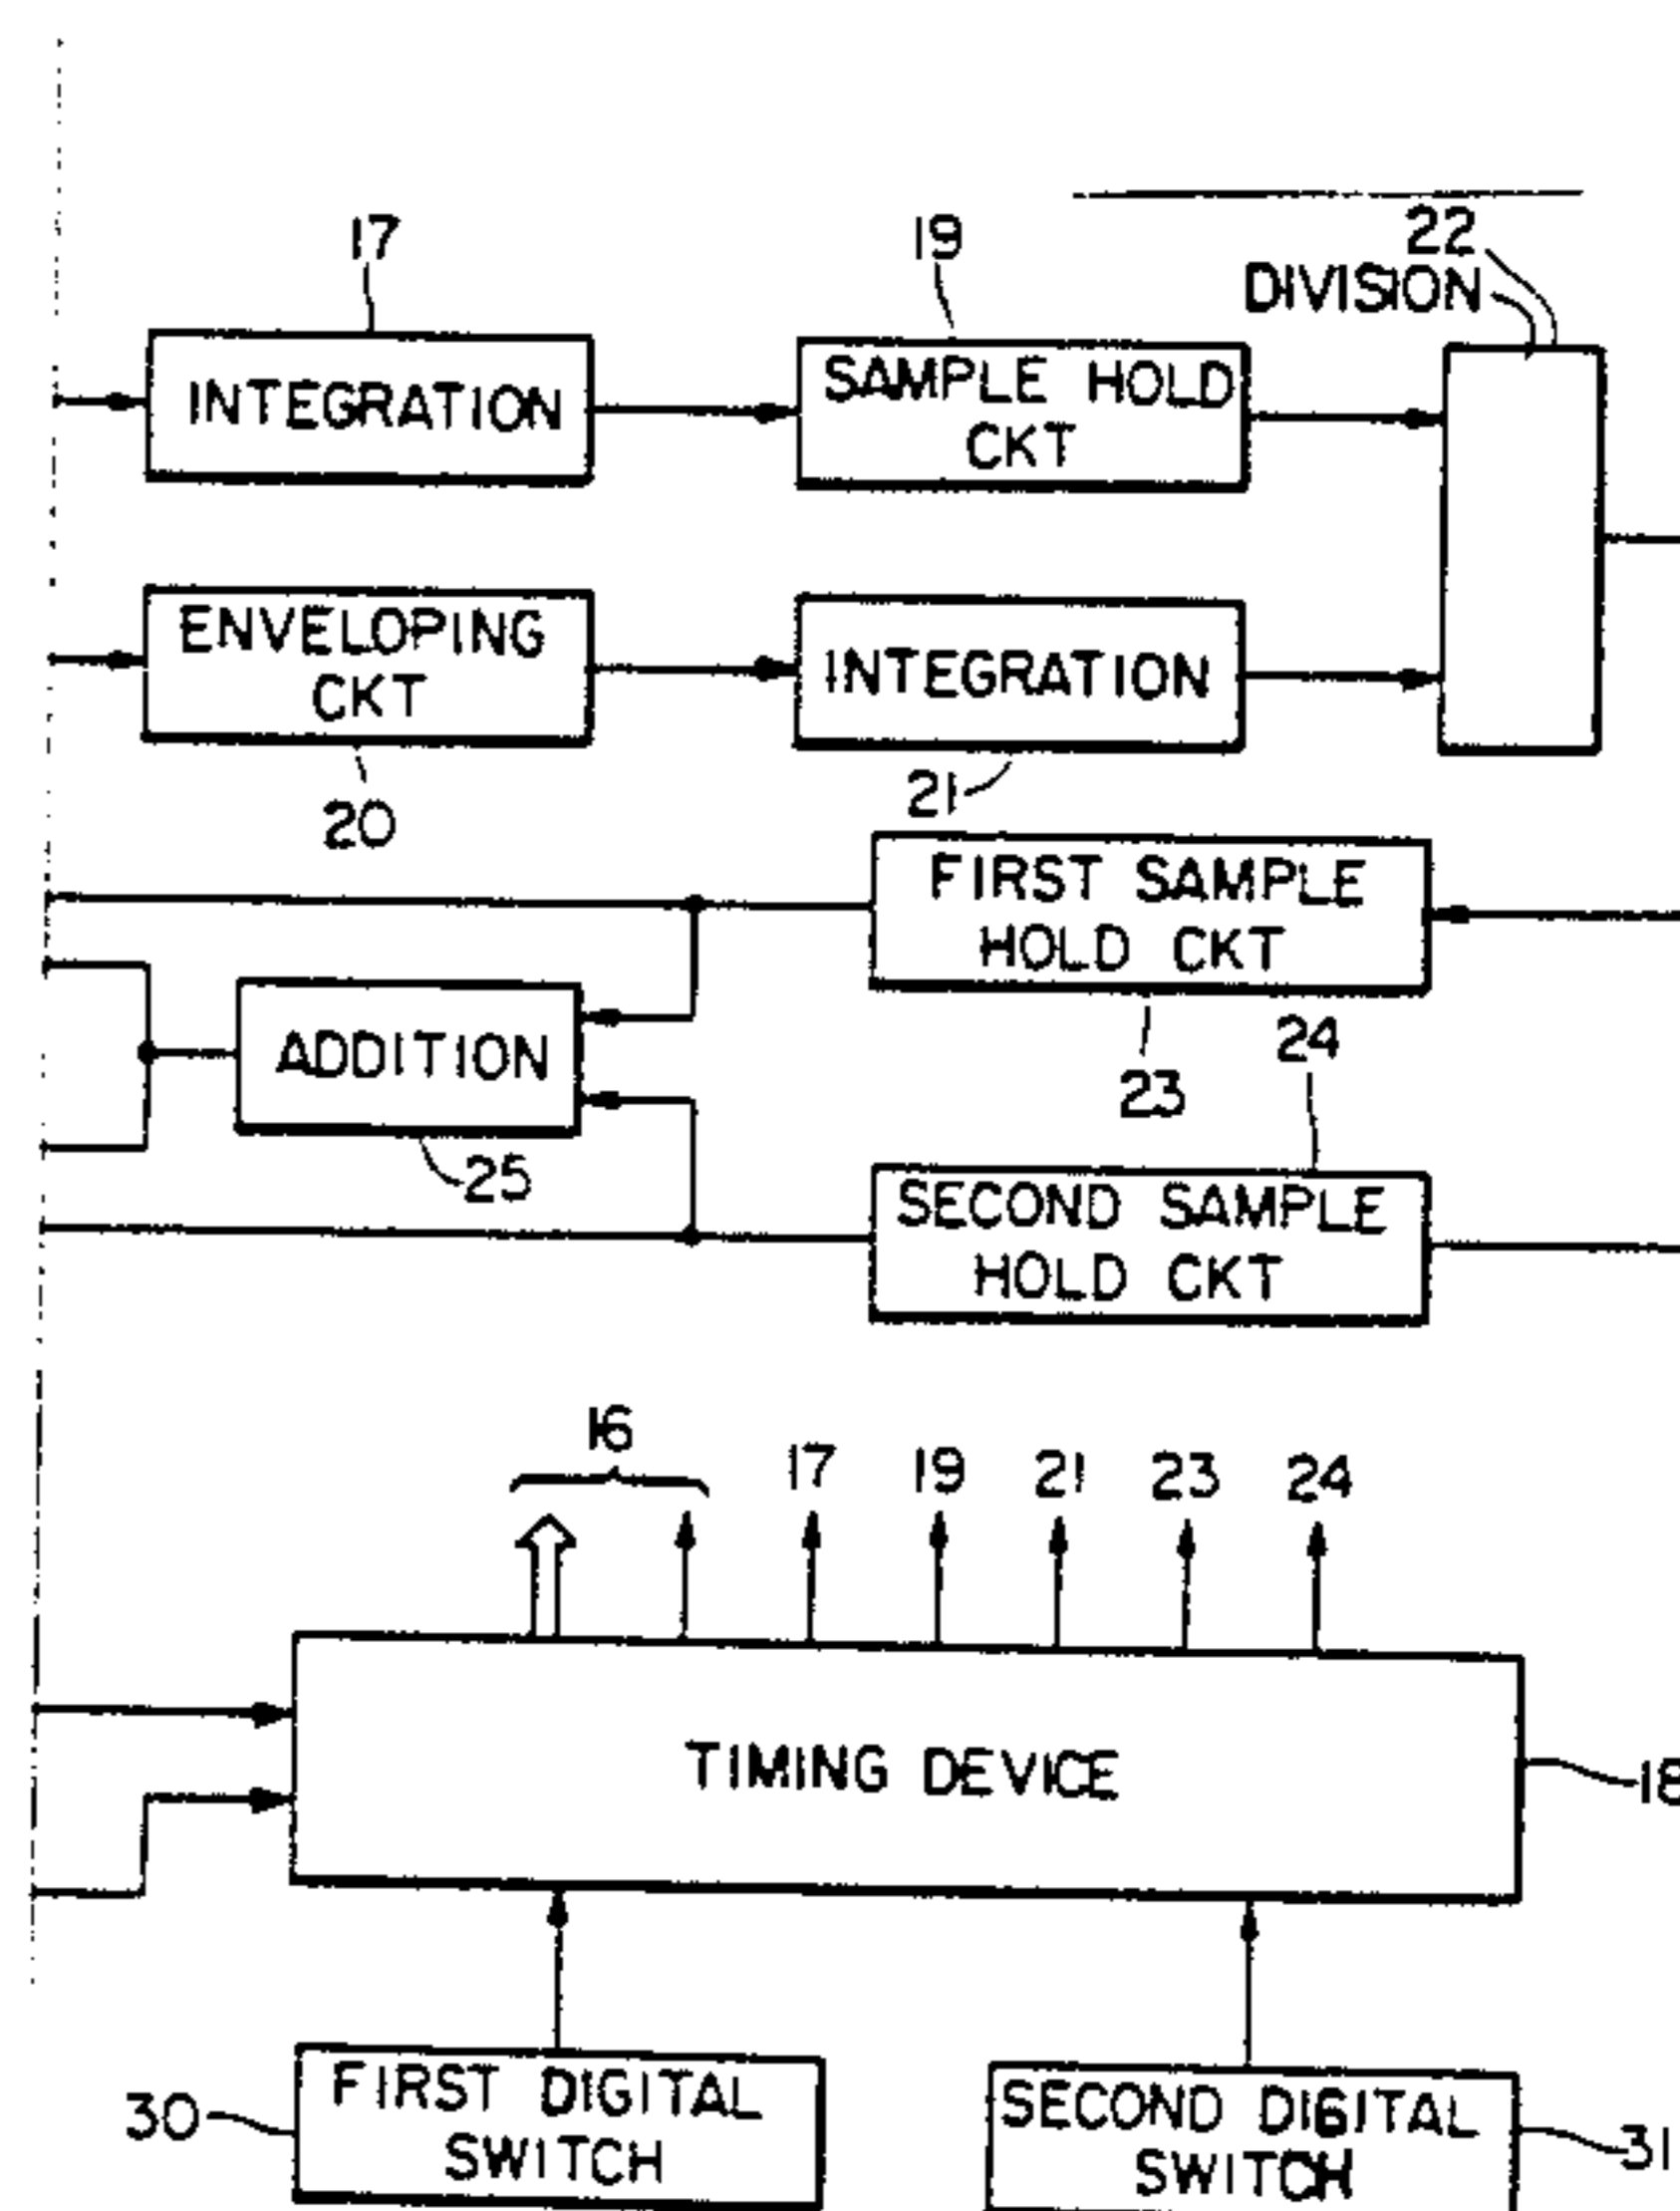 17
19
22
DIVISION
INTEGRATION
SAMPLE HOLD
CKT
ENVELOPING
CKT
INTEGRATION
20
21
FIRST SAMPLE
HOLD CKT
23
24
ADDITION
25
SECOND SAMPLE
HOLD CKT
16
17
19
21
23
24
TIMING DEVICE
18
30
FIRST DIGITAL
SWITCH
SECOND DIGITAL
SWITCH
31